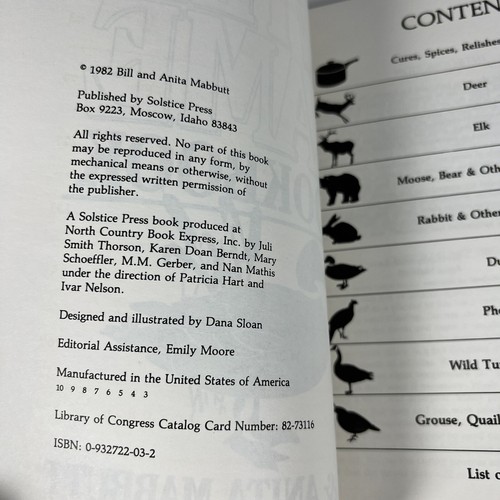 © 1982 Bill and Anita Mabbutt
Published by Solstice Press
Box 9223, Moscow, Idaho 83843
All rights reserved. No part of this book
may be reproduced in any form, by
mechanical means or otherwise, without
the expressed written permission of
the publisher.
A Solstice Press book produced at
North Country Book Express, Inc. by Juli
Smith Thorson, Karen Doan Berndt, Mary
Schoeffler, M.M. Gerber, and Nan Mathis
under the direction of Patricia Hart and
Ivar Nelson.
Designed and illustrated by Dana Sloan
Editorial Assistance, Emily Moore
Manufactured in the United States of America
10 9 8 7 6 5 4 3
Library of Congress Catalog Card Number: 82-73116
ISBN: 0-932722-03-2
CONTEN
Cures, Spices, Relishes
Deer
Elk
Moose, Bear & Oth
Rabbit & Other
Du
Phe
Wild Tu
Grouse, Quail
List o